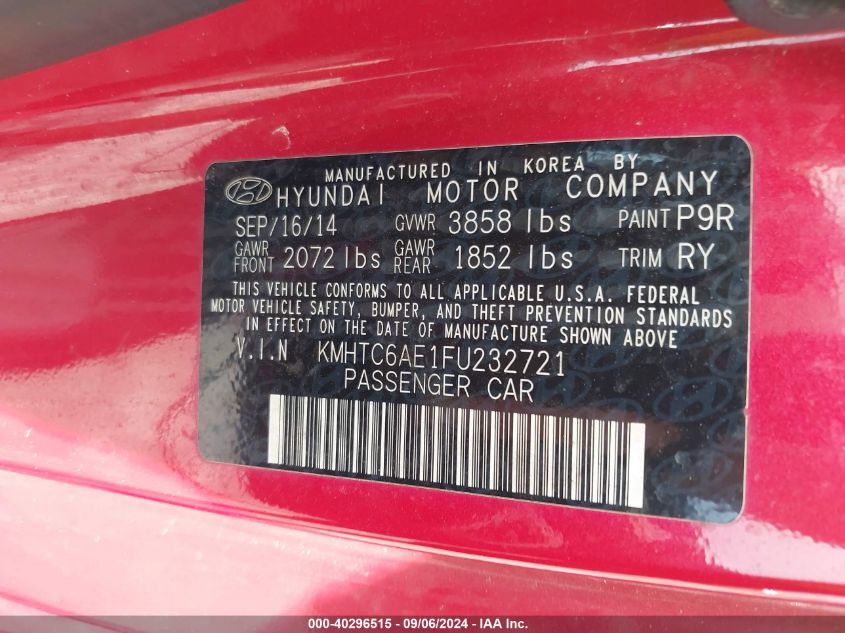 MANUFACTURED IN KOREA BY
HYUNDAI MOTOR COMPANY
SEP/16/14 GVWR 3858 lbs PAINT P9R
GAWR FRONT 2072 lbs GAWR REAR 1852 lbs TRIM RY
THIS VEHICLE CONFORMS TO ALL APPLICABLE U.S.A. FEDERAL
MOTOR VEHICLE SAFETY, BUMPER, AND THEFT PREVENTION STANDARDS
IN EFFECT ON THE DATE OF MANUFACTURE SHOWN ABOVE.
V.I.N KMHTC6AE1FU232721
PASSENGER CAR
000-40296515 - 09/06/2024 - IAA Inc.